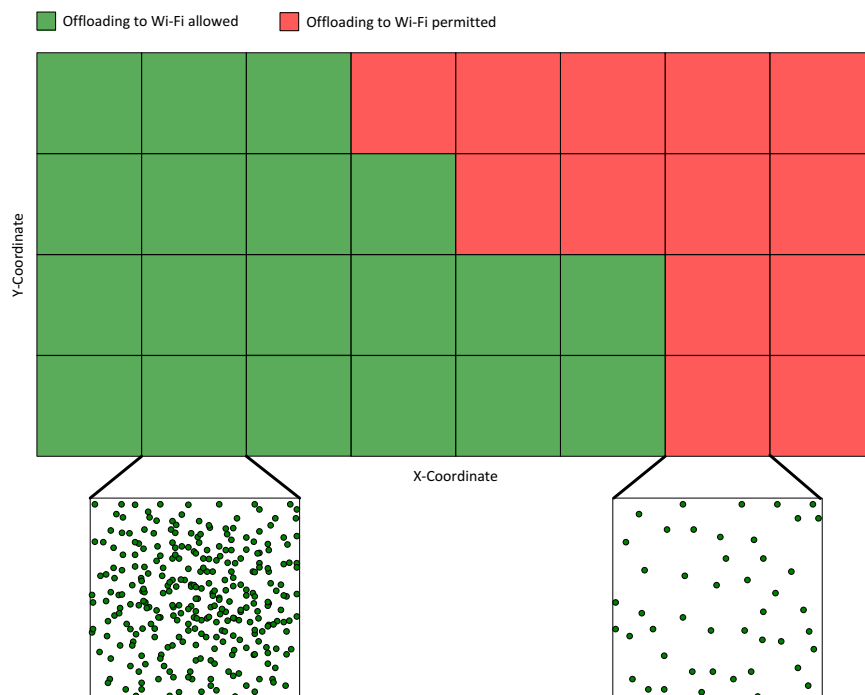 Offloading to Wi-Fi allowed
Offloading to Wi-Fi permitted
Y-Coordinate
X-Coordinate